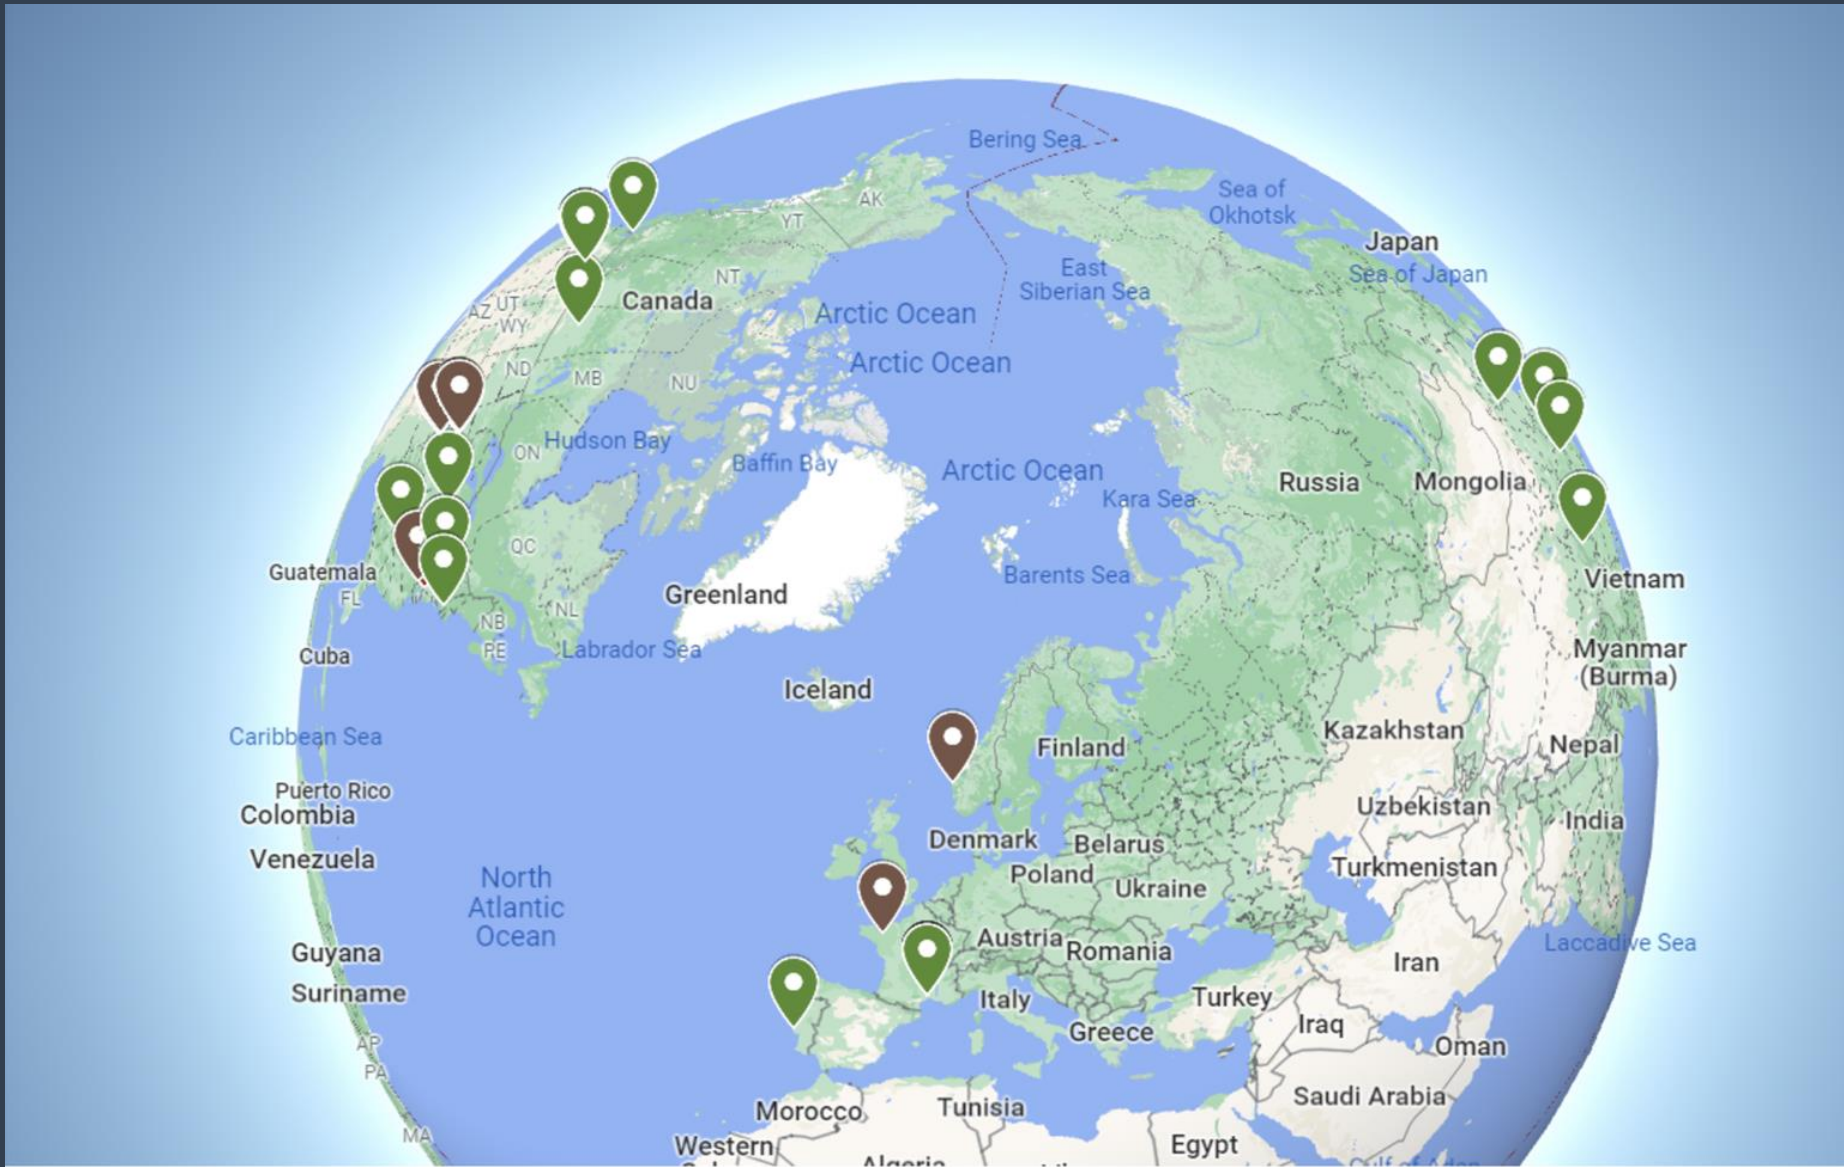 Bering Sea
AK
YT
Sea of
Okhotsk
Japan
Sea of Japan
East
Siberian Sea
NT
Canada
AZ
UT
WY
Arctic Ocean
Arctic Ocean
ND
MB
NU
ON
Hudson Bay
Baffin Bay
Arctic Ocean
Kara Sea
Russia
Mongolia
QC
Guatemala
FL
Barents Sea
Vietnam
Greenland
NL
NB
PE
Labrador Sea
Cuba
Myanmar
(Burma)
Iceland
Caribbean Sea
Finland
Kazakhstan
Nepal
Puerto Rico
Colombia
Uzbekistan
India
Denmark
Belarus
Venezuela
Turkmenistan
Poland
Ukraine
North
Atlantic
Ocean
Austria
Romania
Laccadive Sea
Guyana
Iran
Suriname
Italy
Turkey
Greece
Iraq
Oman
AP
PA
Saudi Arabia
Morocco
Tunisia
MA
Western
Egypt
Algeria
Gulf of Aden